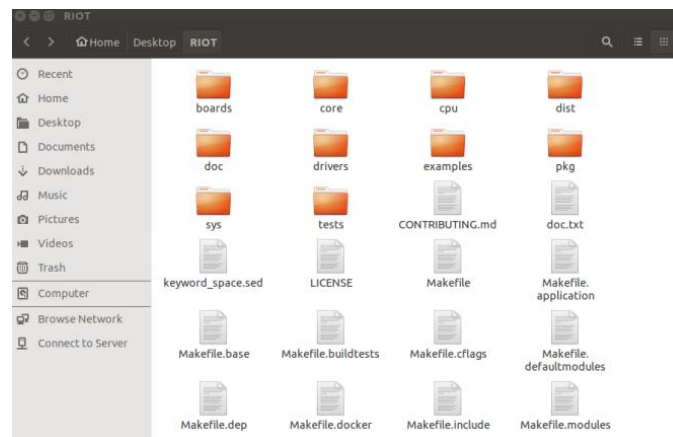 RIOT
Home Desktop RIOT
Recent
Home
Desktop
Documents
Downloads
Music
Pictures
Videos
Trash
Computer
Browse Network
Connect to Server
boards core cpu dist
doc drivers examples pkg
sys tests CONTRIBUTING.md doc.txt
keyword_space.sed LICENSE Makefile Makefile.
application
Makefile.base Makefile.buildtests Makefile.cflags Makefile.
defaultmodules
Makefile.dep Makefile.docker Makefile.include Makefile.modules